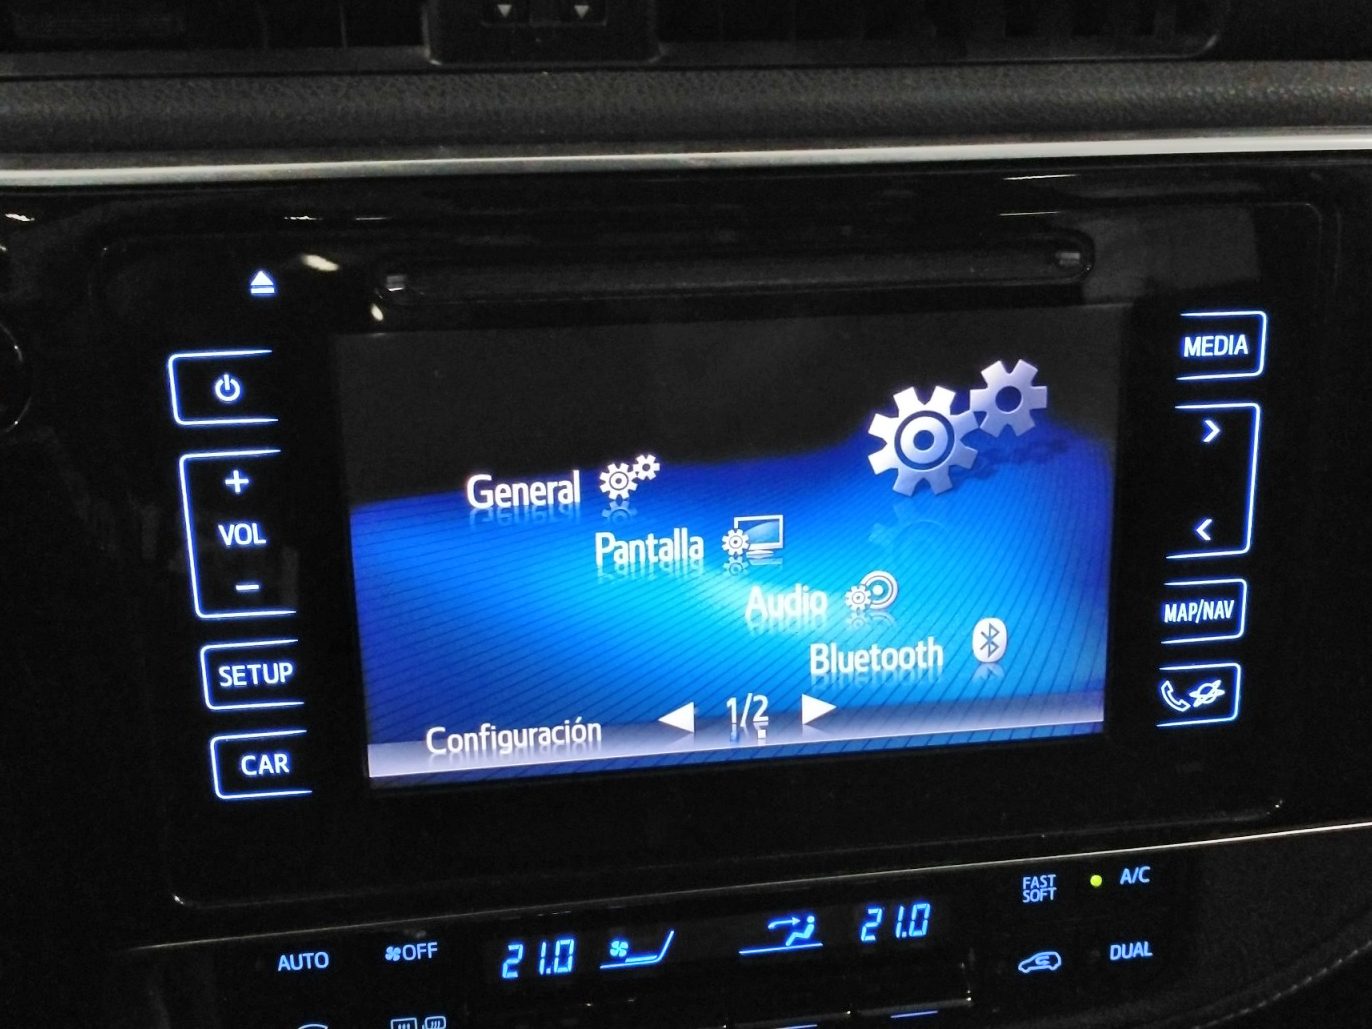 MEDIA
+
VOL
-
SETUP
CAR
General
Pantalla
Audio
Bluetooth
Configuración
1/2
MAP/NAV
AUTO
OFF
21.0
21.0
FAST
SOFT
A/C
DUAL